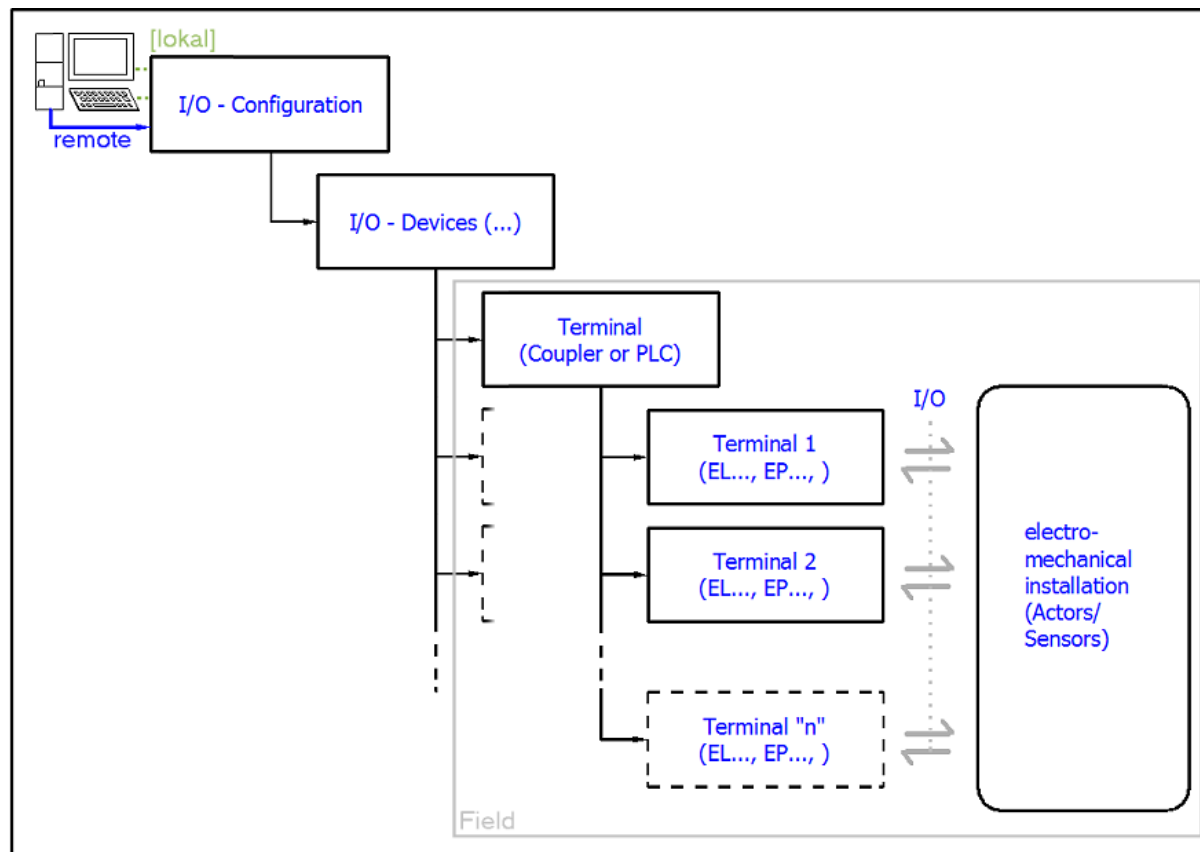 [lokal]
I/O - Configuration
remote
I/O - Devices (...)
Terminal
(Coupler or PLC)
I/O
Terminal 1
(EL..., EP..., )
Terminal 2
(EL..., EP..., )
electro-
mechanical
installation
(Actors/
Sensors)
Terminal "n"
(EL..., EP..., )
Field